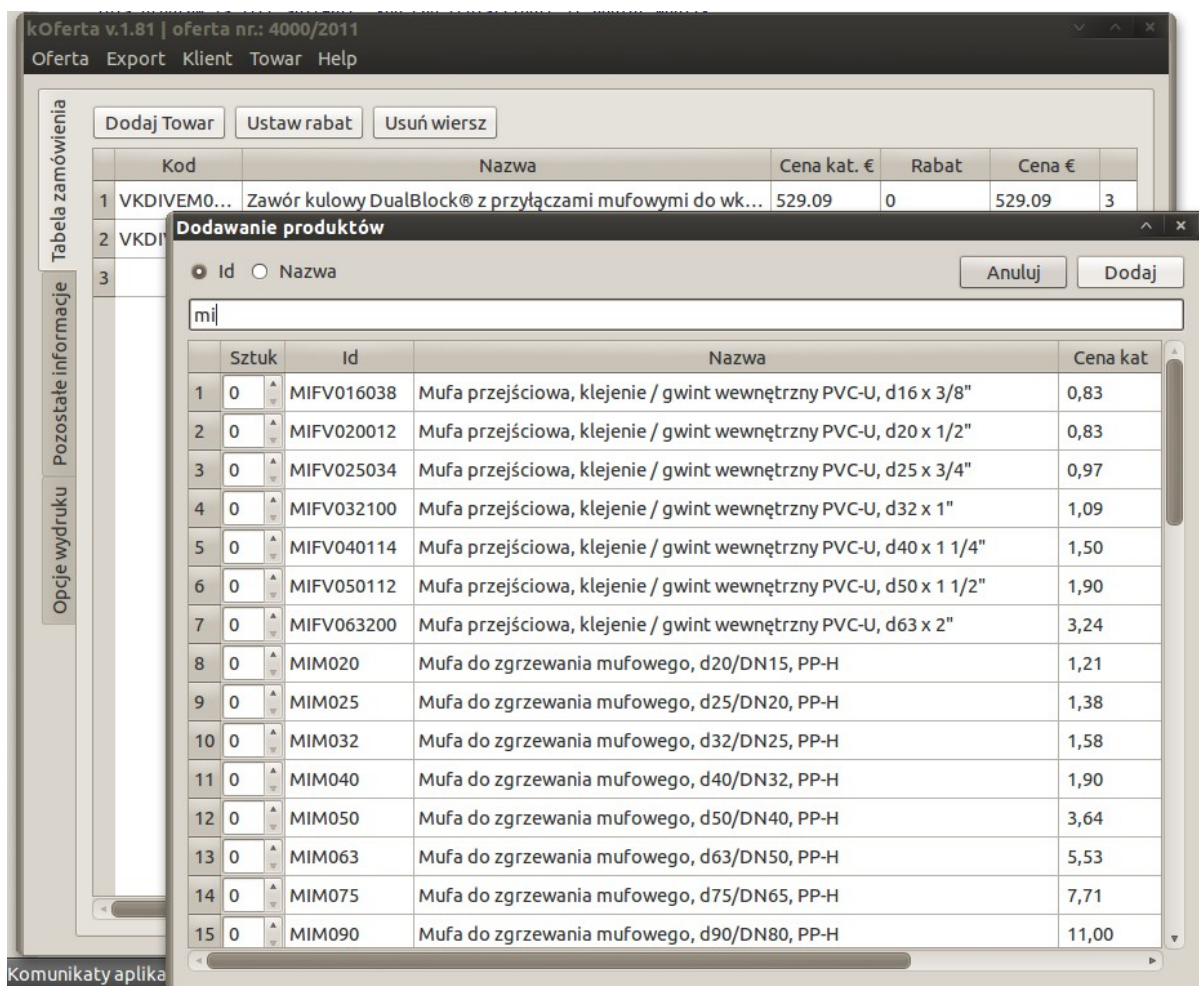 kOferta v.1.81 | oferta nr.: 4000/2011
Oferta Export Klient Towar Help
Tabela zamówienia
Pozostałe informacje
Opcje wydruku
Dodaj Towar Ustaw rabat Usuń wiersz
Kod Nazwa Cena kat. € Rabat Cena €
1 VKDIVEM0... Zawór kulowy DualBlock® z przyłączami mufowymi do wk... 529.09 0 529.09 3
2 VKDI
3
Dodawanie produktów
Id Nazwa Anuluj Dodaj
mi
Sztuk Id Nazwa Cena kat
1 0 MIFV016038 Mufa przejściowa, klejenie / gwint wewnętrzny PVC-U, d16 x 3/8" 0,83
2 0 MIFV020012 Mufa przejściowa, klejenie / gwint wewnętrzny PVC-U, d20 x 1/2" 0,83
3 0 MIFV025034 Mufa przejściowa, klejenie / gwint wewnętrzny PVC-U, d25 x 3/4" 0,97
4 0 MIFV032100 Mufa przejściowa, klejenie / gwint wewnętrzny PVC-U, d32 x 1" 1,09
5 0 MIFV040114 Mufa przejściowa, klejenie / gwint wewnętrzny PVC-U, d40 x 1 1/4" 1,50
6 0 MIFV050112 Mufa przejściowa, klejenie / gwint wewnętrzny PVC-U, d50 x 1 1/2" 1,90
7 0 MIFV063200 Mufa przejściowa, klejenie / gwint wewnętrzny PVC-U, d63 x 2" 3,24
8 0 MIM020 Mufa do zgrzewania mufowego, d20/DN15, PP-H 1,21
9 0 MIM025 Mufa do zgrzewania mufowego, d25/DN20, PP-H 1,38
10 0 MIM032 Mufa do zgrzewania mufowego, d32/DN25, PP-H 1,58
11 0 MIM040 Mufa do zgrzewania mufowego, d40/DN32, PP-H 1,90
12 0 MIM050 Mufa do zgrzewania mufowego, d50/DN40, PP-H 3,64
13 0 MIM063 Mufa do zgrzewania mufowego, d63/DN50, PP-H 5,53
14 0 MIM075 Mufa do zgrzewania mufowego, d75/DN65, PP-H 7,71
15 0 MIM090 Mufa do zgrzewania mufowego, d90/DN80, PP-H 11,00
Komunikaty aplika